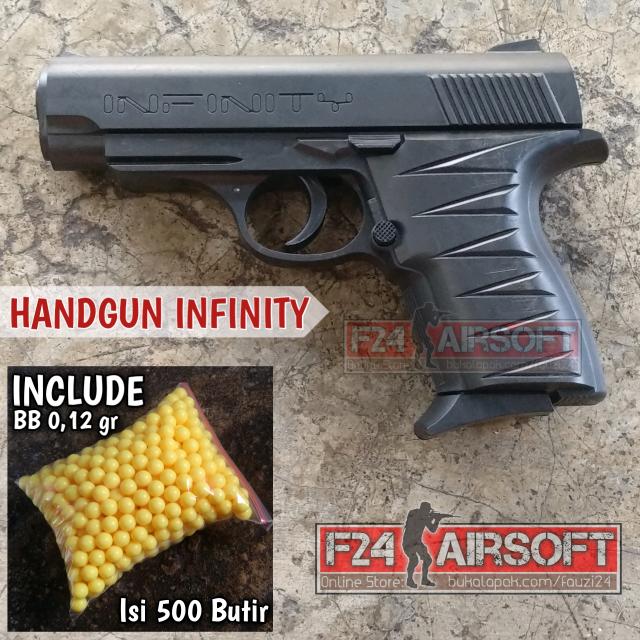 INFINITY
HANDGUN INFINITY
F24 AIRSOFT
INCLUDE
BB 0,12 gr
Isi 500 Butir
F24 AIRSOFT
Online Store: bukalapak.com/fauzi24